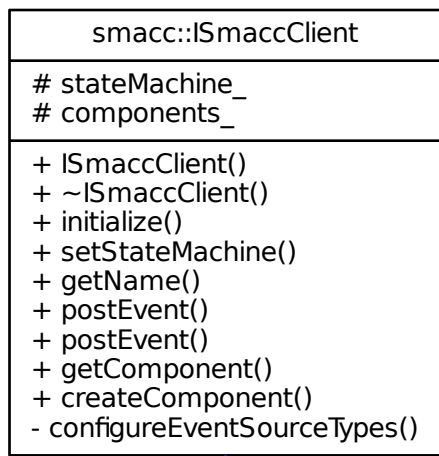 smacc::ISmaccClient
# stateMachine_
# components_
+ ISmaccClient()
+ ~ISmaccClient()
+ initialize()
+ setStateMachine()
+ getName()
+ postEvent()
+ postEvent()
+ getComponent()
+ createComponent()
- configureEventSourceTypes()